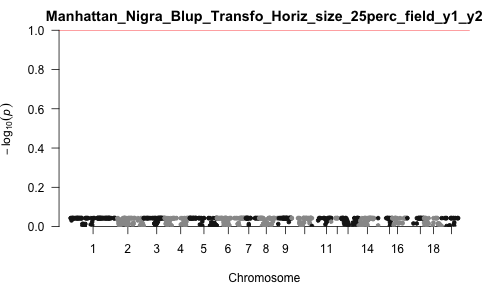 Manhattan_Nigra_Blup_Transfo_Horiz_size_25perc_field_y1_y2
1.0
0.8
0.6
0.4
0.2
0.0
− log₁₀(p)
1 2 3 4 5 6 7 8 9 11 14 16 18
Chromosome